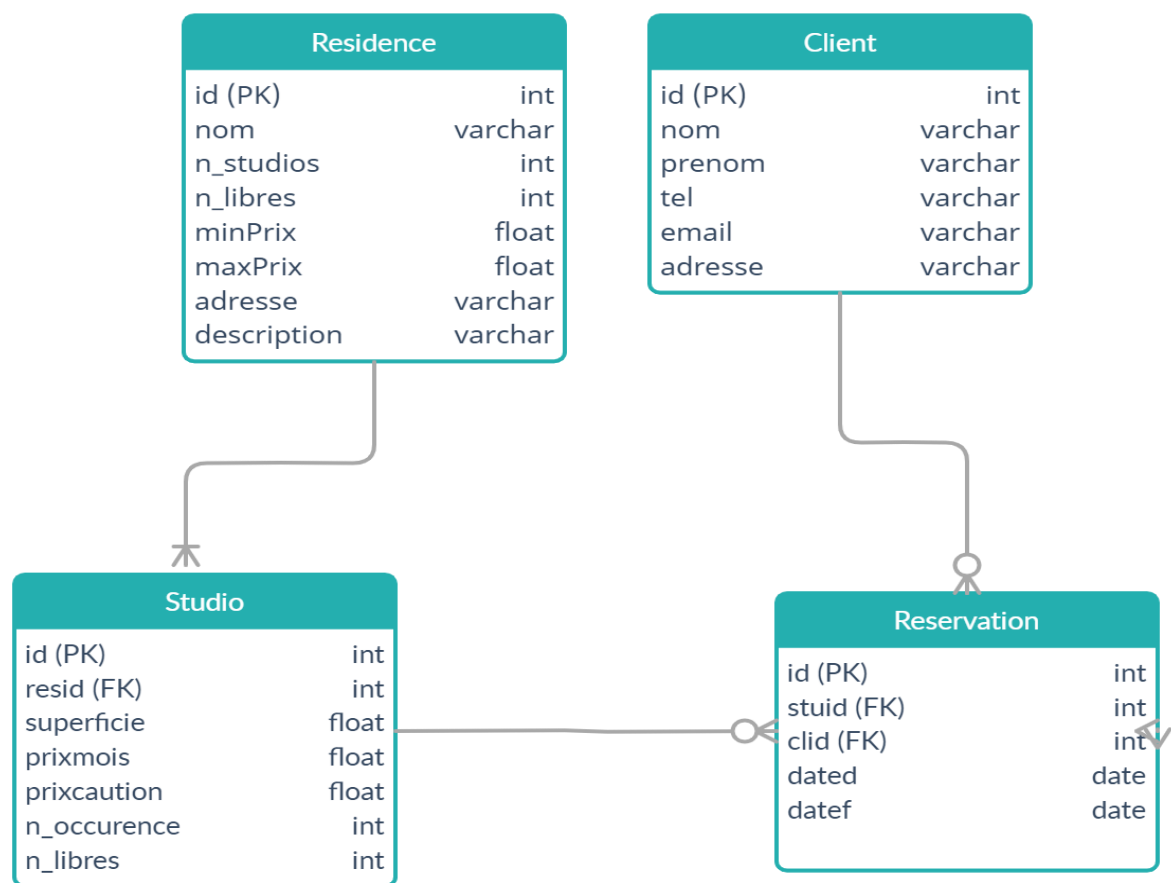 Residence
id (PK) int
nom varchar
n_studios int
n_libres int
minPrix float
maxPrix float
adresse varchar
description varchar
Client
id (PK) int
nom varchar
prenom varchar
tel varchar
email varchar
adresse varchar
Studio
id (PK) int
resid (FK) int
superficie float
prixmois float
prixcaution float
n_occurence int
n_libres int
Reservation
id (PK) int
stuid (FK) int
clid (FK) int
dated date
datef date